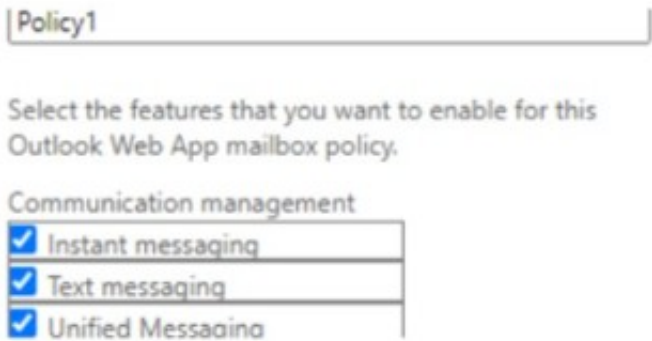 Policy1
Select the features that you want to enable for this
Outlook Web App mailbox policy.
Communication management
Instant messaging
Text messaging
Unified Messaging